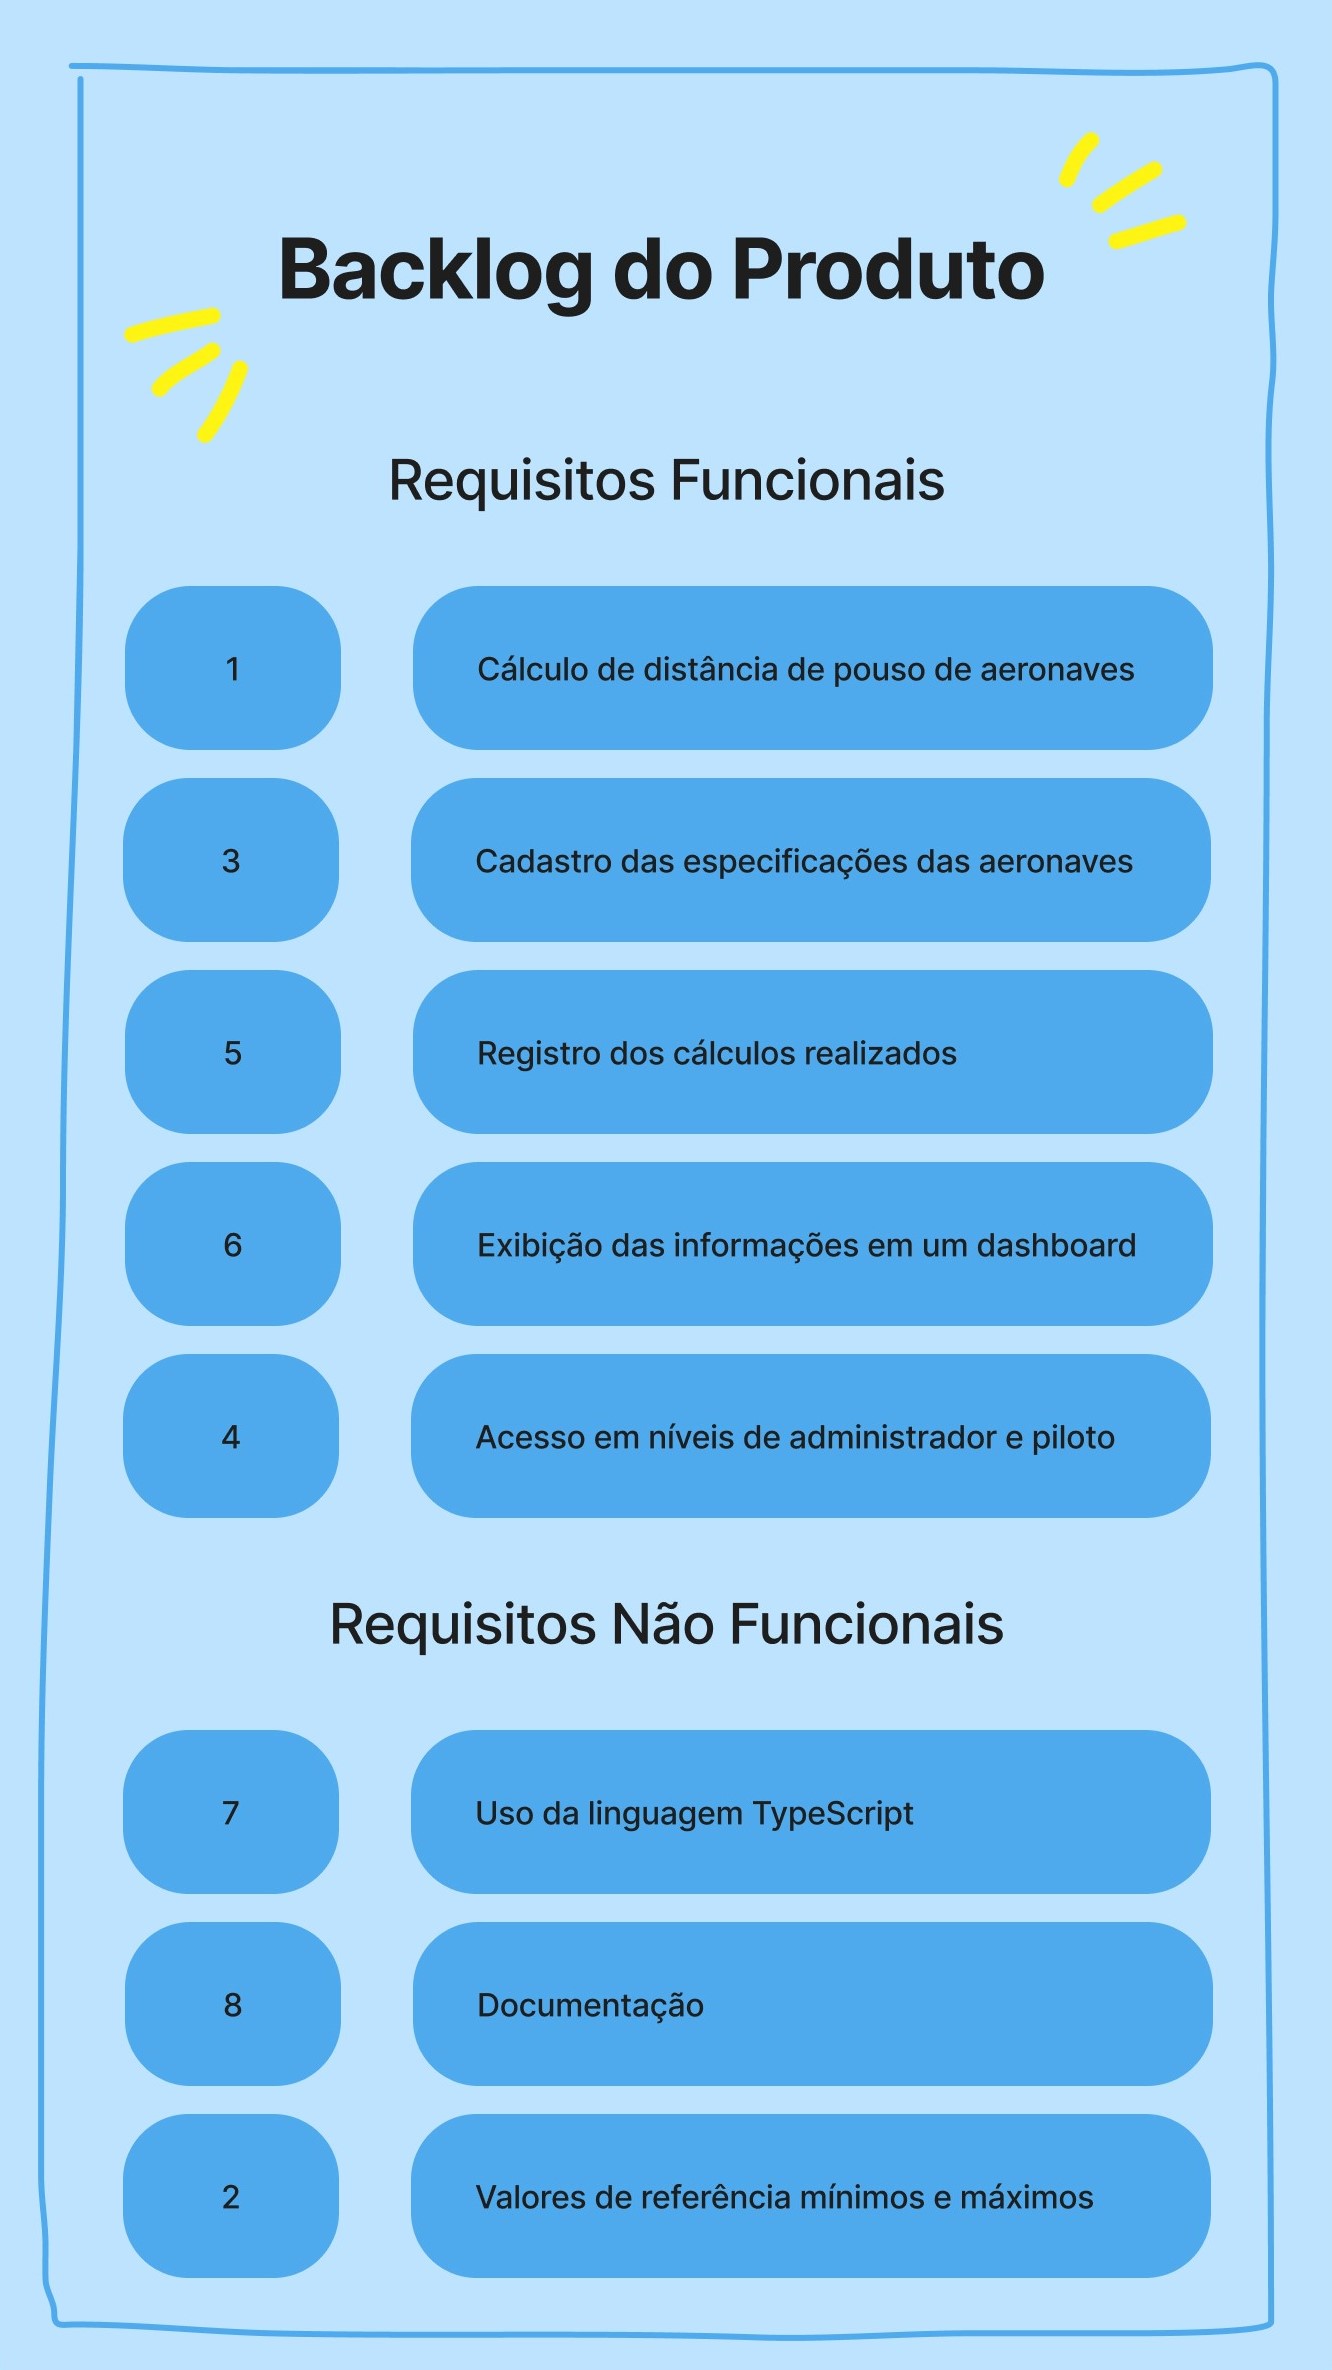 Backlog do Produto
Requisitos Funcionais
1 Cálculo de distância de pouso de aeronaves
3 Cadastro das especificações das aeronaves
5 Registro dos cálculos realizados
6 Exibição das informações em um dashboard
4 Acesso em níveis de administrador e piloto
Requisitos Não Funcionais
7 Uso da linguagem TypeScript
8 Documentação
2 Valores de referência mínimos e máximos